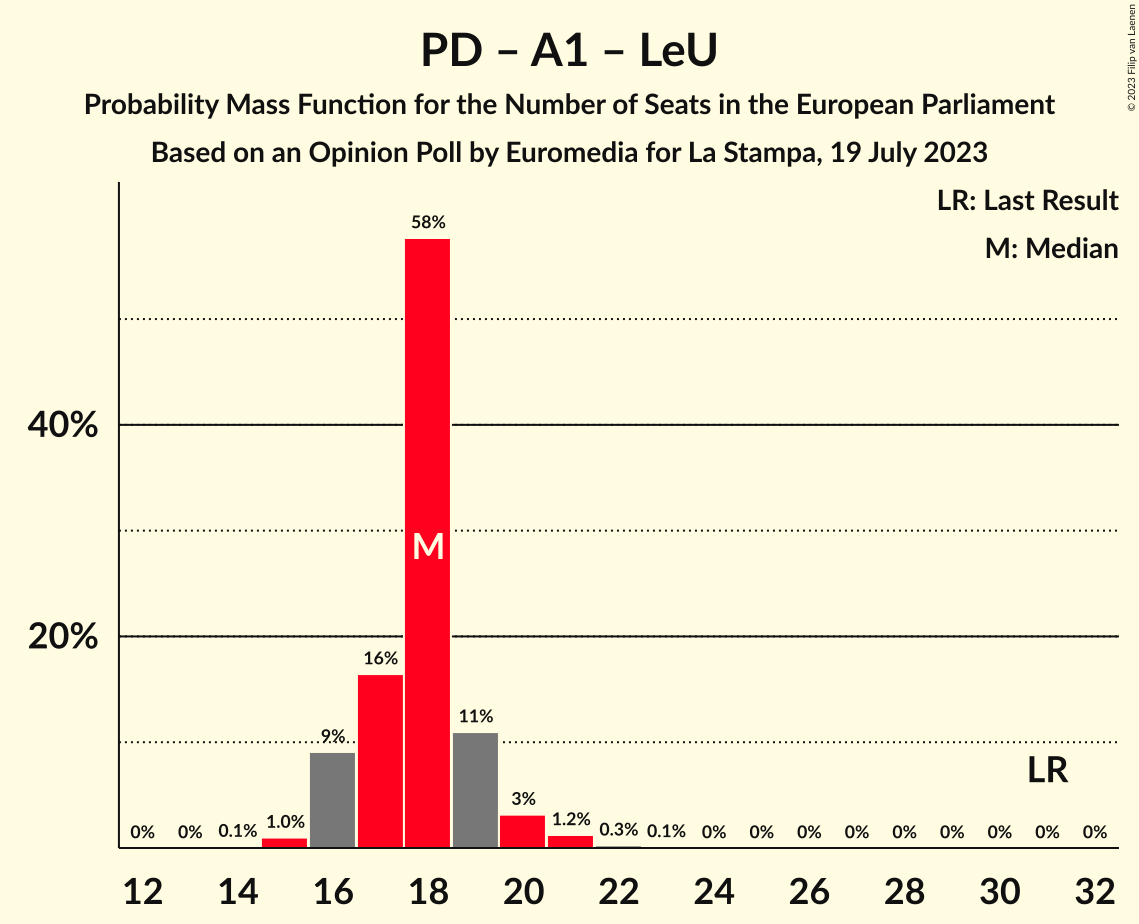 PD – A1 – LeU
Probability Mass Function for the Number of Seats in the European Parliament
Based on an Opinion Poll by Euromedia for La Stampa, 19 July 2023
© 2023 Filip van Laenen
LR: Last Result
M: Median
58%
40%
M
20%
16%
11%
9%
LR
3%
0% 0% 0.1% 1.0% 1.2% 0.3% 0.1% 0% 0% 0% 0% 0% 0% 0% 0% 0%
12 14 16 18 20 22 24 26 28 30 32